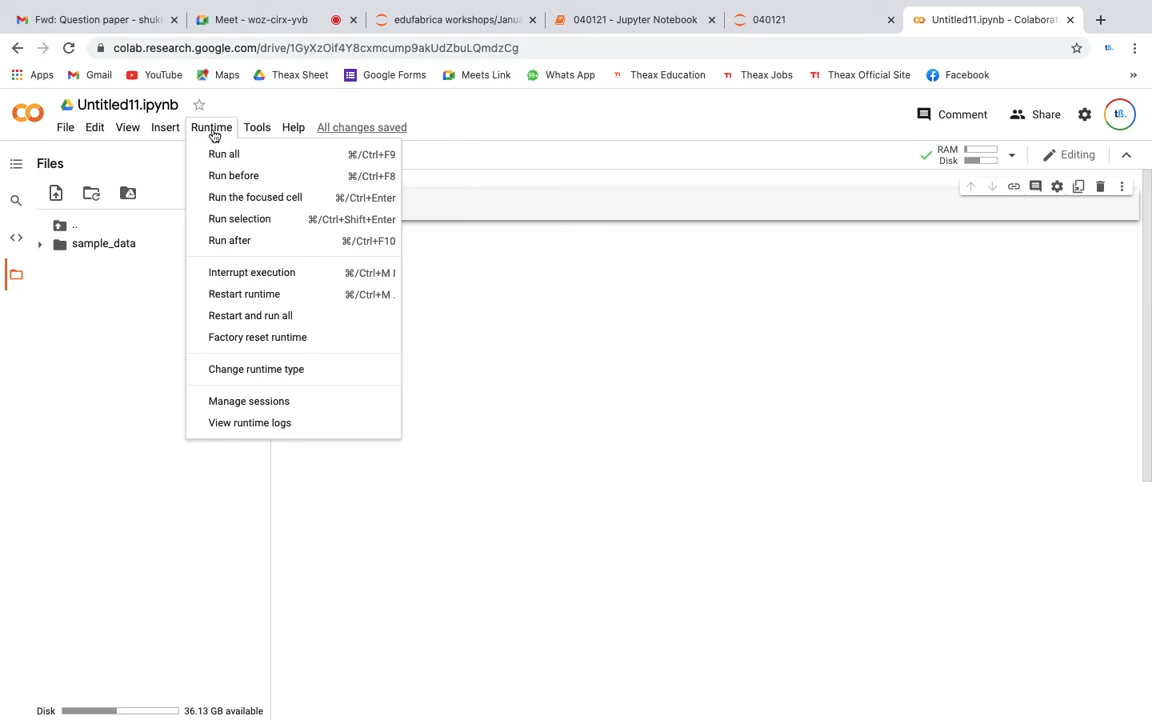 Fwd: Question paper - shukl
Meet - woz-cirx-yvb
edufabrica workshops/Janua
040121 - Jupyter Notebook
040121
Untitled11.ipynb - Colaborat
colab.research.google.com/drive/1GyXzOif4Y8cxmcump9akUdZbuLQmdzCg
Apps
Gmail
YouTube
Maps
Theax Sheet
Google Forms
Meets Link
Whats App
Theax Education
Theax Jobs
Theax Official Site
Facebook
»
Untitled11.ipynb
File Edit View Insert Runtime Tools Help All changes saved
Comment
Share
RAM
Disk
Editing
Files
..
sample_data
Run all ⌘/Ctrl+F9
Run before ⌘/Ctrl+F8
Run the focused cell ⌘/Ctrl+Enter
Run selection ⌘/Ctrl+Shift+Enter
Run after ⌘/Ctrl+F10
Interrupt execution ⌘/Ctrl+M I
Restart runtime ⌘/Ctrl+M .
Restart and run all
Factory reset runtime
Change runtime type
Manage sessions
View runtime logs
Disk 36.13 GB available